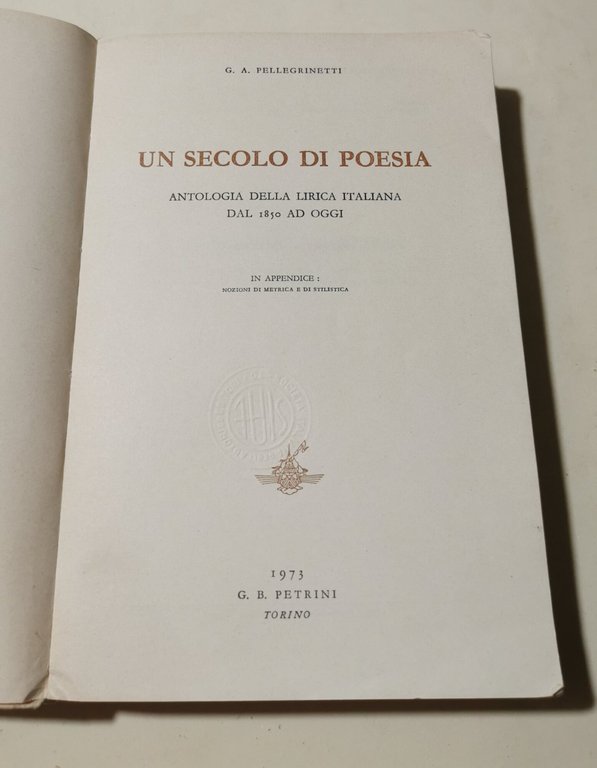 G. A. PELLEGRINETTI
UN SECOLO DI POESIA
ANTOLOGIA DELLA LIRICA ITALIANA
DAL 1850 AD OGGI
IN APPENDICE :
NOZIONI DI METRICA E DI STILISTICA
1973
G. B. PETRINI
TORINO